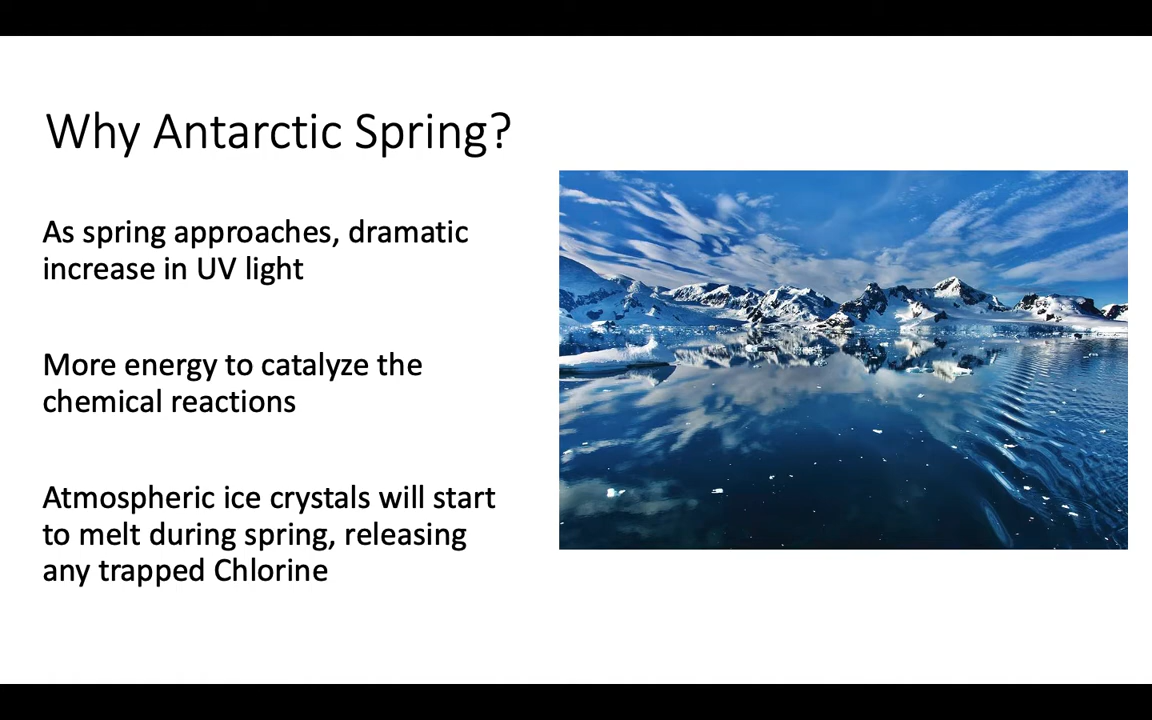 Why Antarctic Spring?
As spring approaches, dramatic
increase in UV light
More energy to catalyze the
chemical reactions
Atmospheric ice crystals will start
to melt during spring, releasing
any trapped Chlorine